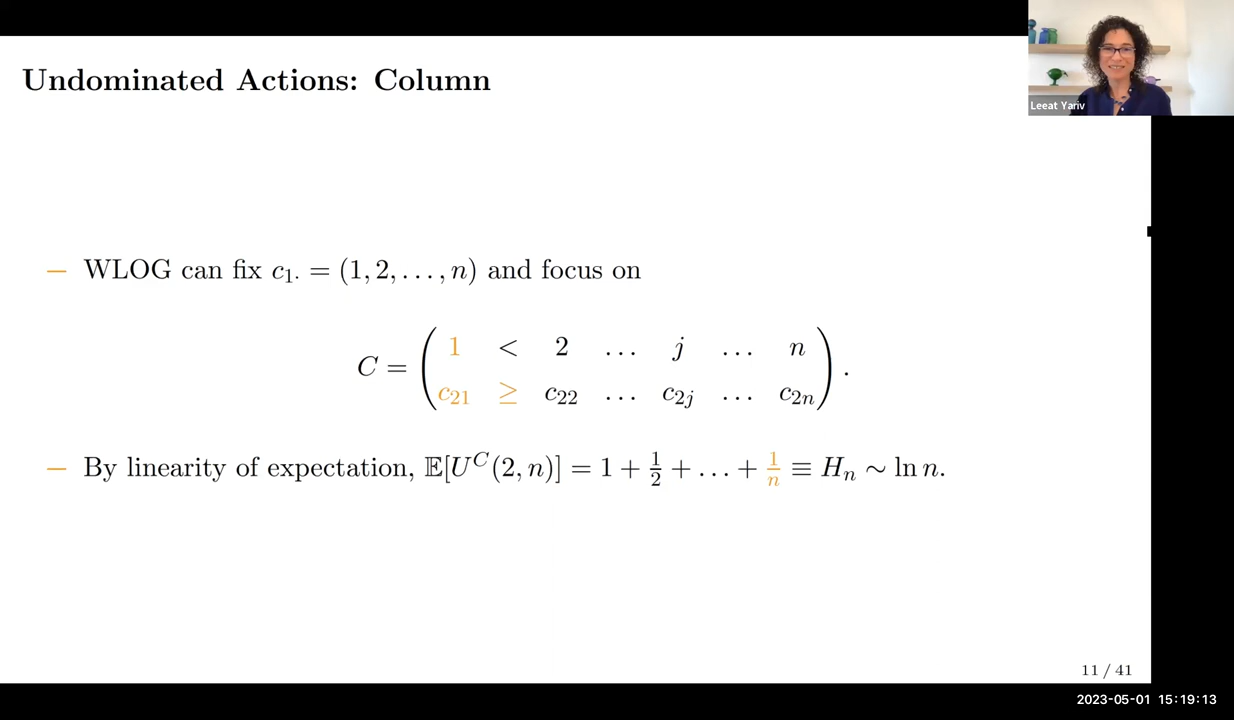 Undominated Actions: Column
Leeat Yariv
– WLOG can fix c₁. = (1, 2, . . . , n) and focus on
C = ( 1 < 2 . . . j . . . n
c₂₁ ≥ c₂₂ . . . c₂ⱼ . . . c₂ₙ ) .
– By linearity of expectation, 𝔼[Uᶜ(2, n)] = 1 + 1/2 + . . . + 1/n ≡ Hₙ ∼ ln n.
11 / 41
2023-05-01 15:19:13